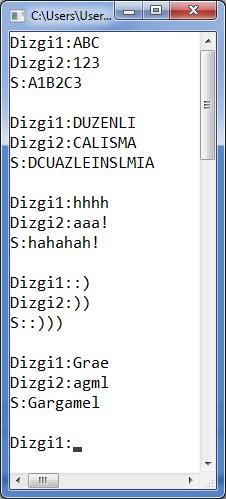 C:\Users\User...
Dizgi1:ABC
Dizgi2:123
S:A1B2C3
Dizgi1:DUZENLI
Dizgi2:CALISMA
S:DCUAZLEINSLMIA
Dizgi1:hhhh
Dizgi2:aaa!
S:hahahah!
Dizgi1::)
Dizgi2:))
S::)))
Dizgi1:Grae
Dizgi2:agml
S:Gargamel
Dizgi1: